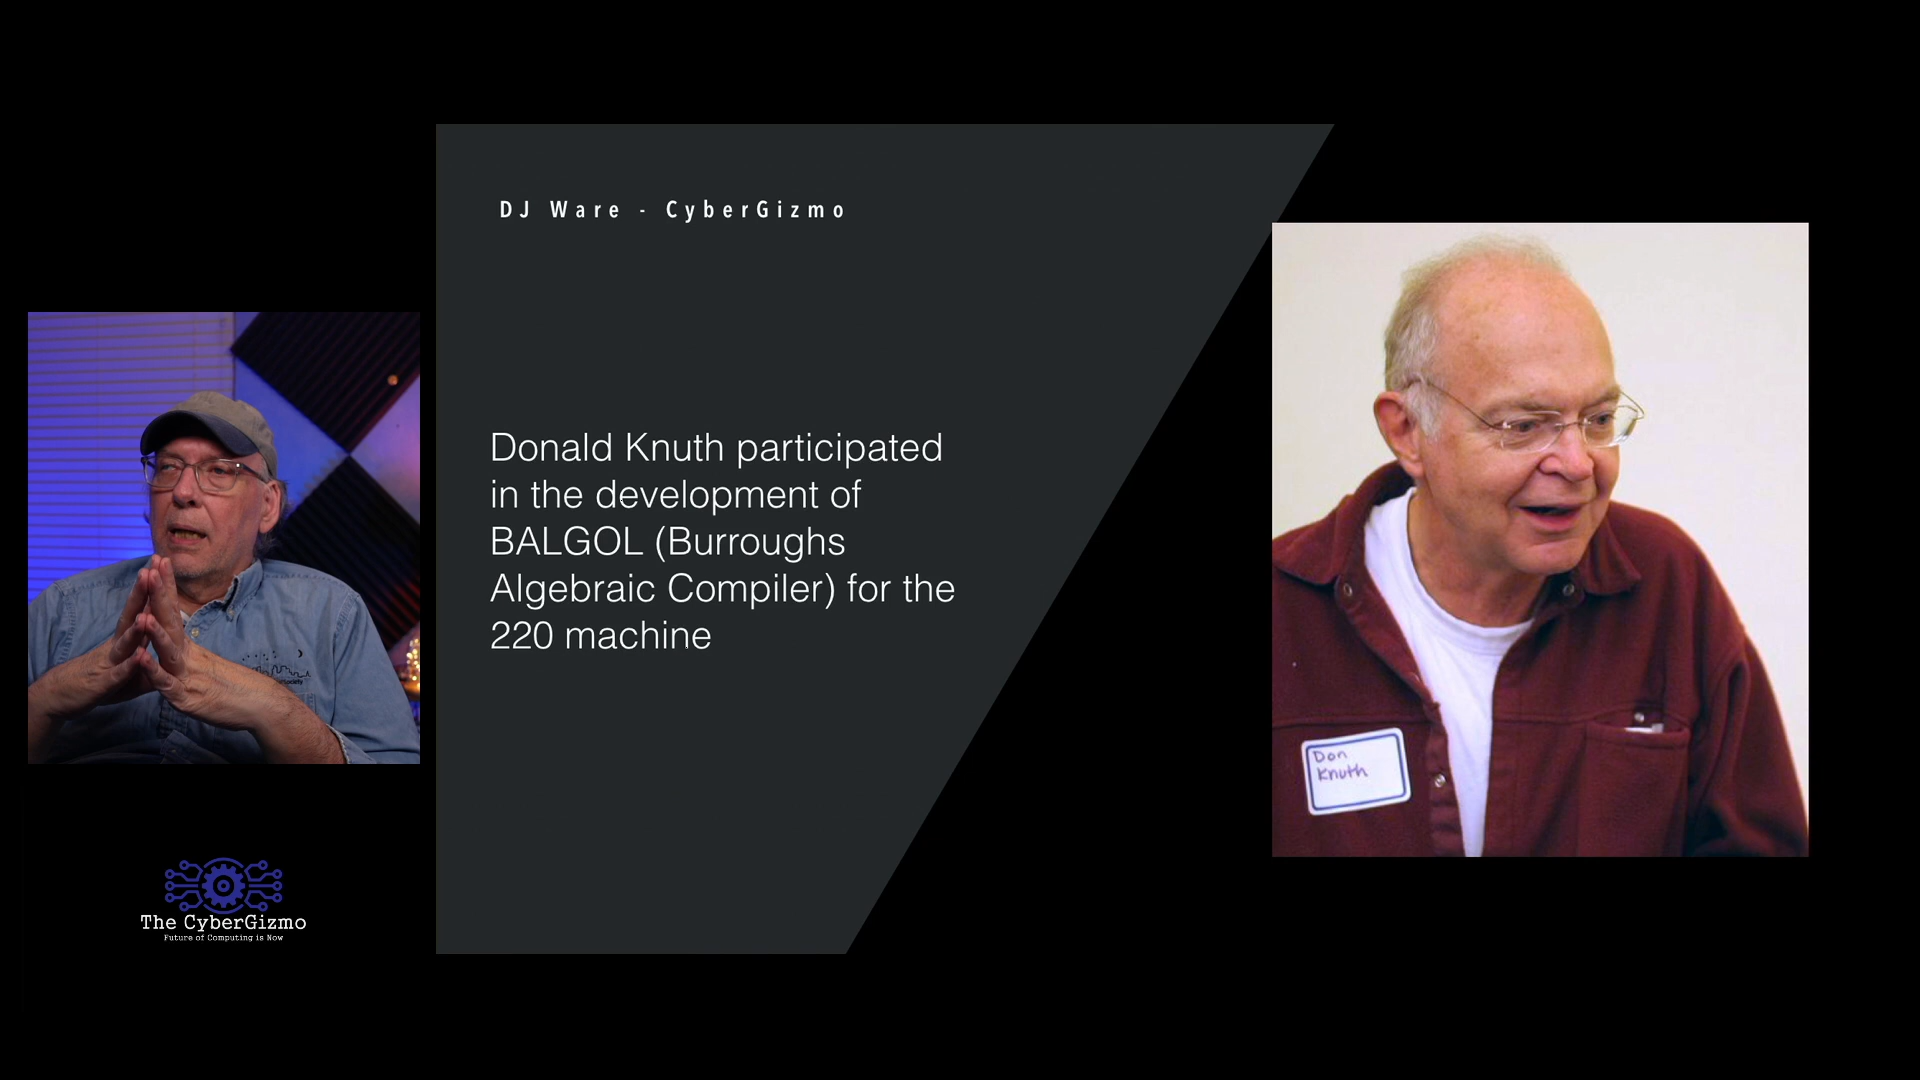 DJ Ware - CyberGizmo
Donald Knuth participated
in the development of
BALGOL (Burroughs
Algebraic Compiler) for the
220 machine
Don
Knuth
The CyberGizmo
Future of Computing is Now